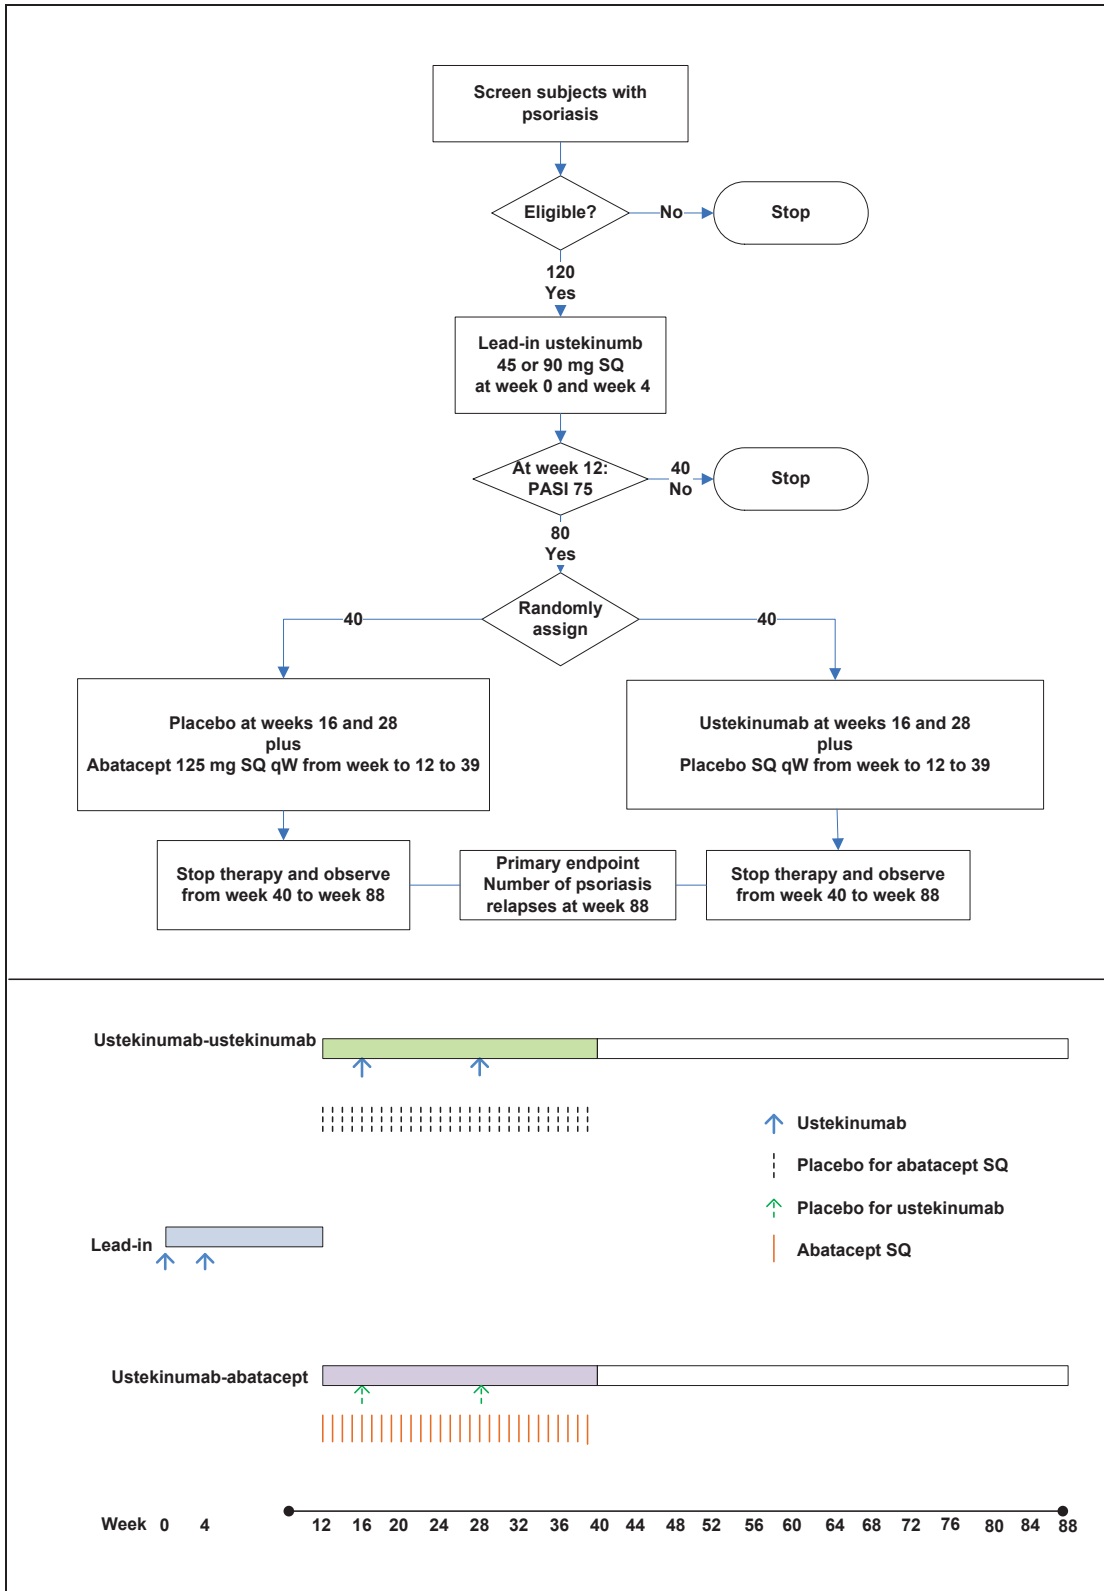 Screen subjects with
psoriasis
Eligible?
No
Stop
120
Yes
Lead-in ustekinumb
45 or 90 mg SQ
at week 0 and week 4
At week 12:
PASI 75
40
No
Stop
80
Yes
Randomly
assign
40
40
Placebo at weeks 16 and 28
plus
Abatacept 125 mg SQ qW from week to 12 to 39
Ustekinumab at weeks 16 and 28
plus
Placebo SQ qW from week to 12 to 39
Stop therapy and observe
from week 40 to week 88
Primary endpoint
Number of psoriasis
relapses at week 88
Stop therapy and observe
from week 40 to week 88
Ustekinumab-ustekinumab
Ustekinumab
Placebo for abatacept SQ
Placebo for ustekinumab
Abatacept SQ
Lead-in
Ustekinumab-abatacept
Week 0 4 12 16 20 24 28 32 36 40 44 48 52 56 60 64 68 72 76 80 84 88